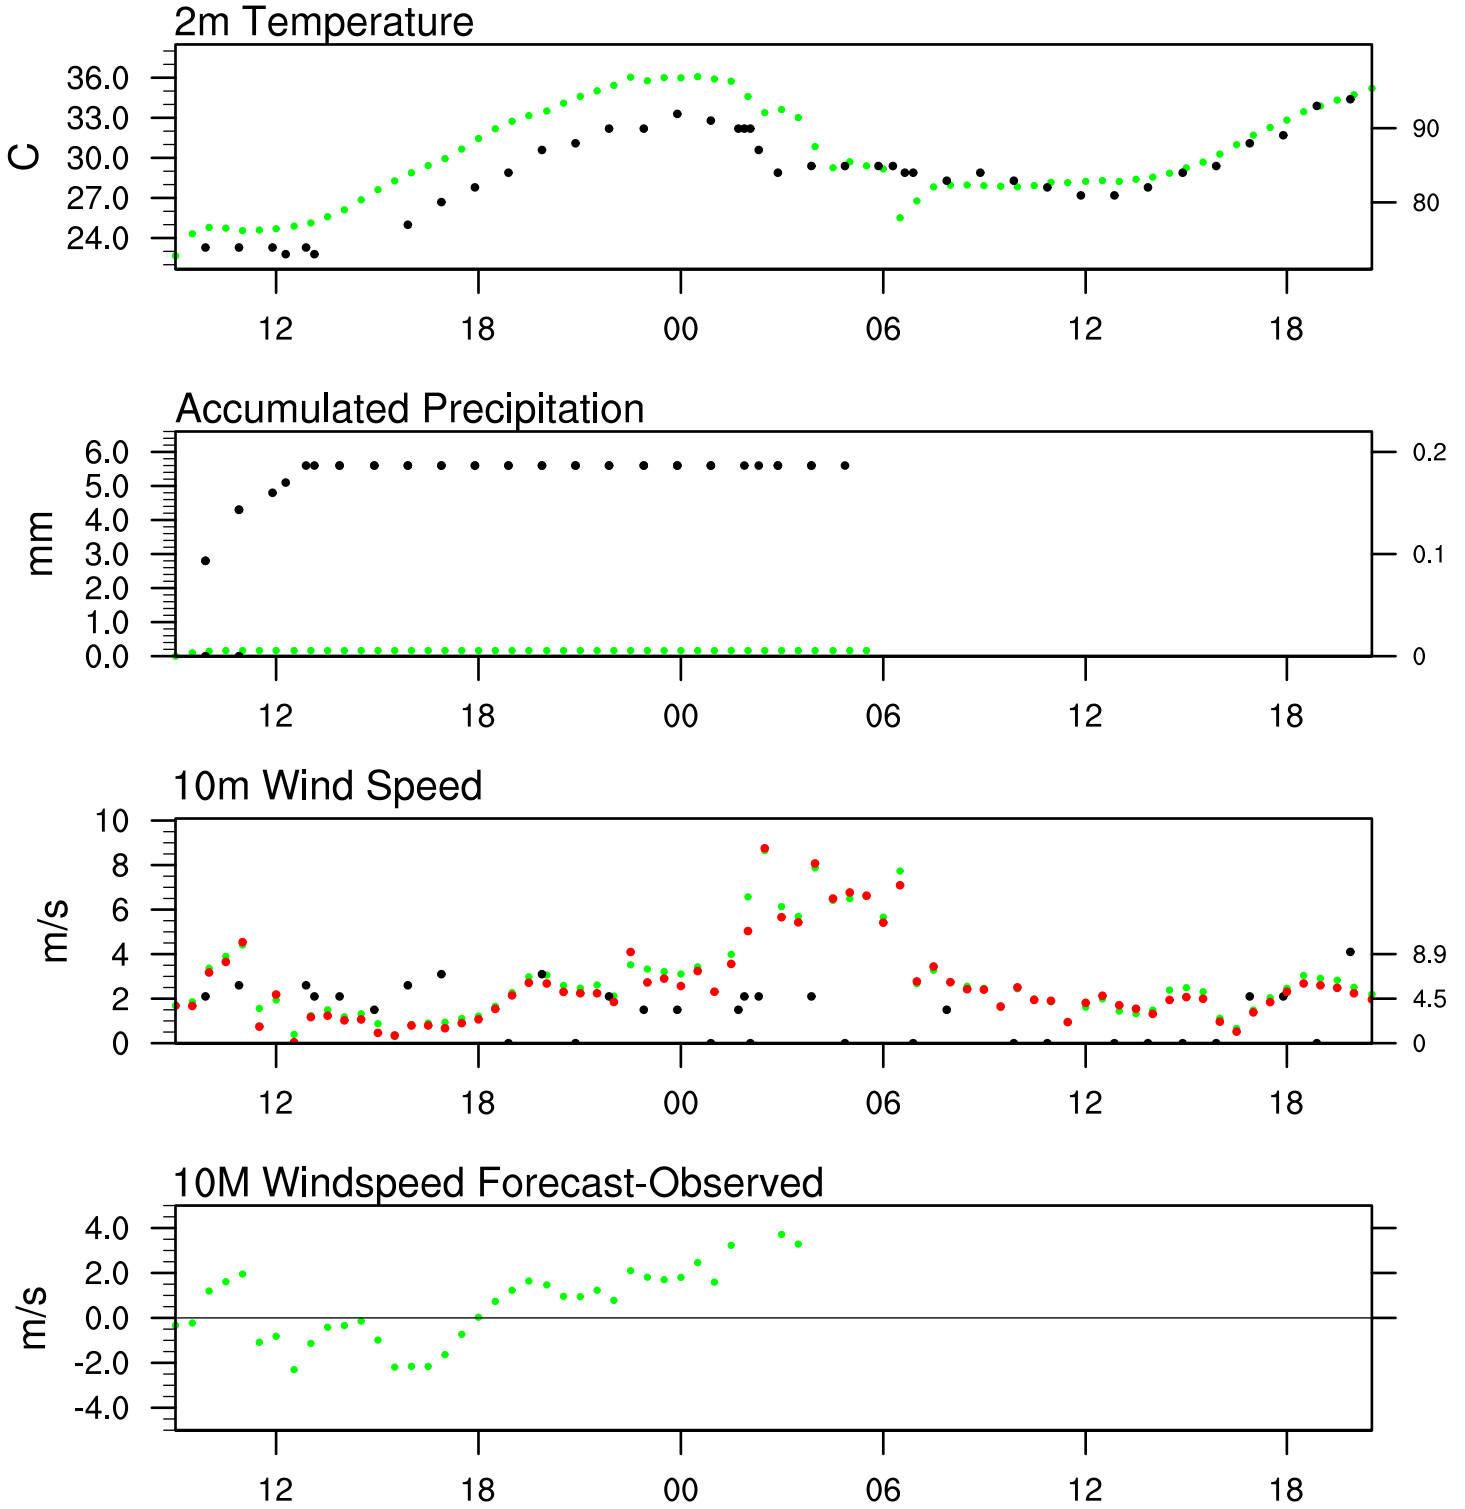 2m Temperature
36.0
33.0
30.0
27.0
24.0
C
90
80
12 18 00 06 12 18
Accumulated Precipitation
6.0
5.0
4.0
3.0
2.0
1.0
0.0
mm
0.2
0.1
0
12 18 00 06 12 18
10m Wind Speed
10
8
6
4
2
0
m/s
8.9
4.5
0
12 18 00 06 12 18
10M Windspeed Forecast-Observed
4.0
2.0
0.0
-2.0
-4.0
m/s
12 18 00 06 12 18